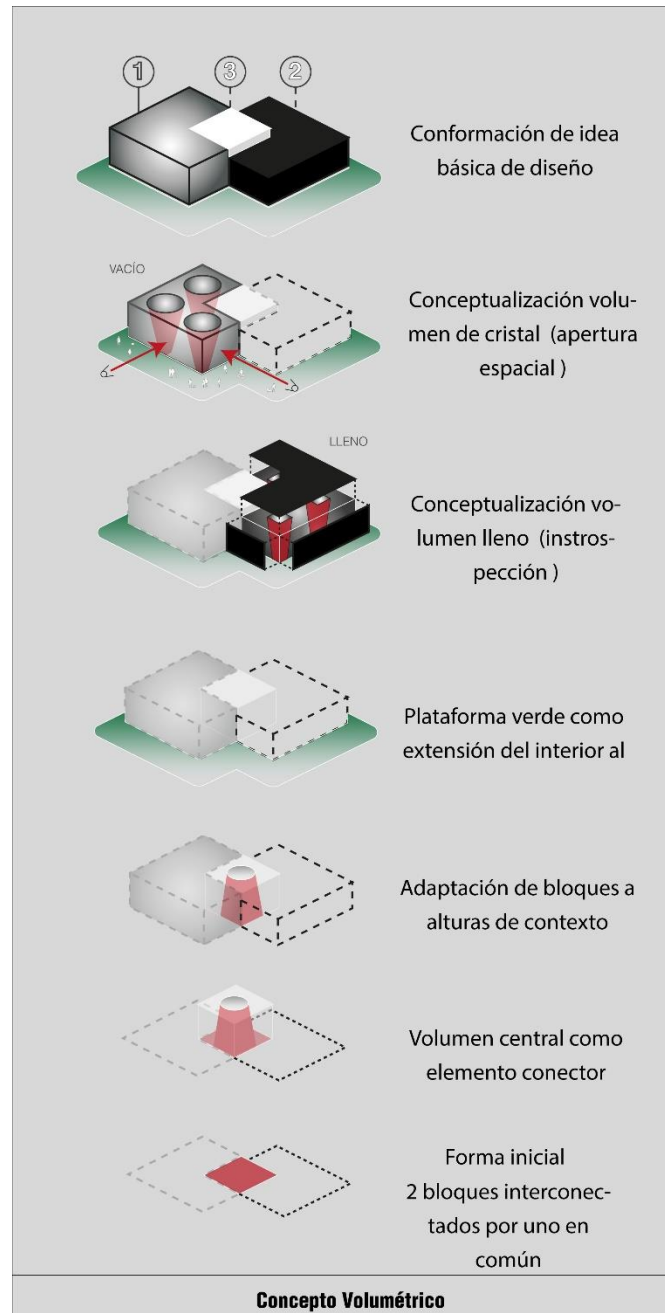 1 3 2
Conformación de idea
básica de diseño
VACÍO
Conceptualización volu-
men de cristal (apertura
espacial )
LLENO
Conceptualización vo-
lumen lleno (instros-
pección )
Plataforma verde como
extensión del interior al
Adaptación de bloques a
alturas de contexto
Volumen central como
elemento conector
Forma inicial
2 bloques interconec-
tados por uno en
común
Concepto Volumétrico